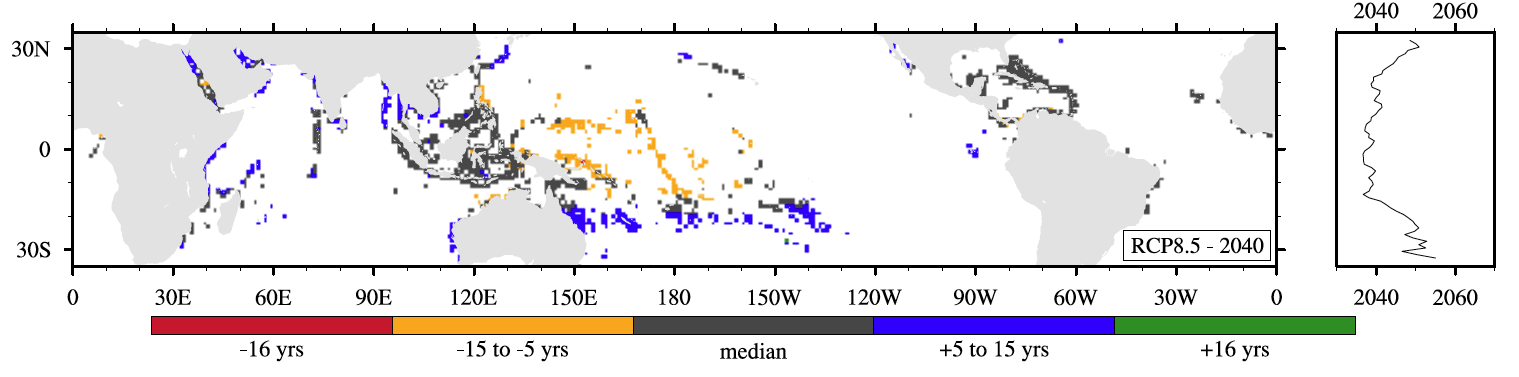 2040 2060
30N
0
30S
RCP8.5 - 2040
0 30E 60E 90E 120E 150E 180 150W 120W 90W 60W 30W 0
2040 2060
-16 yrs -15 to -5 yrs median +5 to 15 yrs +16 yrs